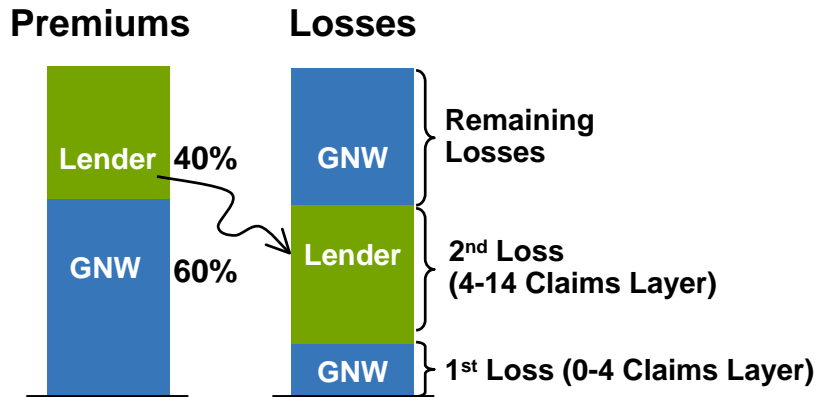 Premiums
Losses
Lender
40%
GNW
60%
GNW
Remaining
Losses
Lender
2nd Loss
(4-14 Claims Layer)
GNW
1st Loss (0-4 Claims Layer)